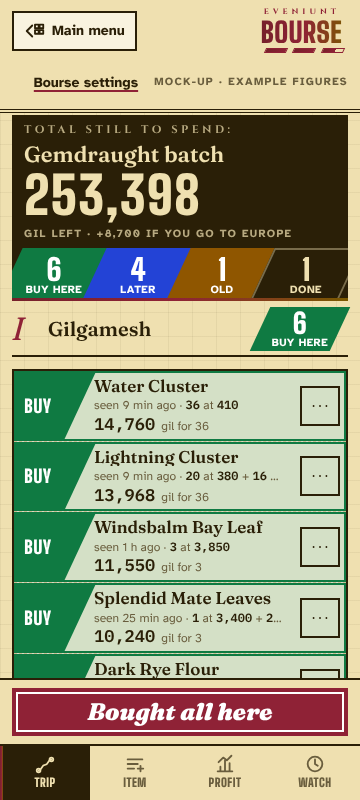 Main menu
EVENIUNT
BOURSE
Bourse settings
MOCK-UP · EXAMPLE FIGURES
TOTAL STILL TO SPEND:
Gemdraught batch
253,398
GIL LEFT · +8,700 IF YOU GO TO EUROPE
6 BUY HERE
4 LATER
1 OLD
1 DONE
I Gilgamesh
6 BUY HERE
BUY
Water Cluster
seen 9 min ago · 36 at 410
14,760 gil for 36
...
BUY
Lightning Cluster
seen 9 min ago · 20 at 380 + 16 ...
13,968 gil for 36
...
BUY
Windsbalm Bay Leaf
seen 1 h ago · 3 at 3,850
11,550 gil for 3
...
BUY
Splendid Mate Leaves
seen 25 min ago · 1 at 3,400 + 2...
10,240 gil for 3
...
Dark Rye Flour
Bought all here
TRIP
ITEM
PROFIT
WATCH